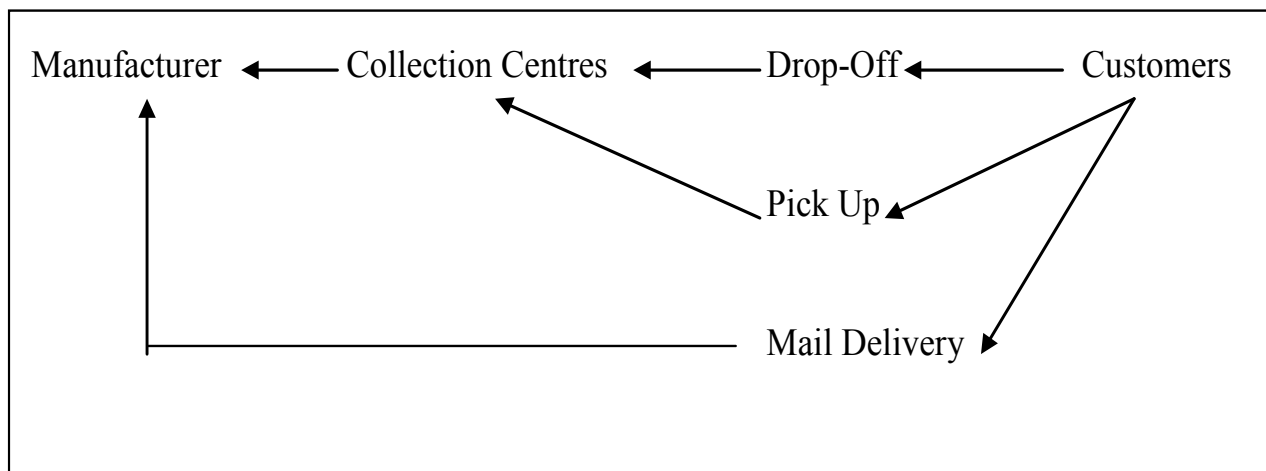 Manufacturer Collection Centres Drop-Off Customers
Pick Up
Mail Delivery